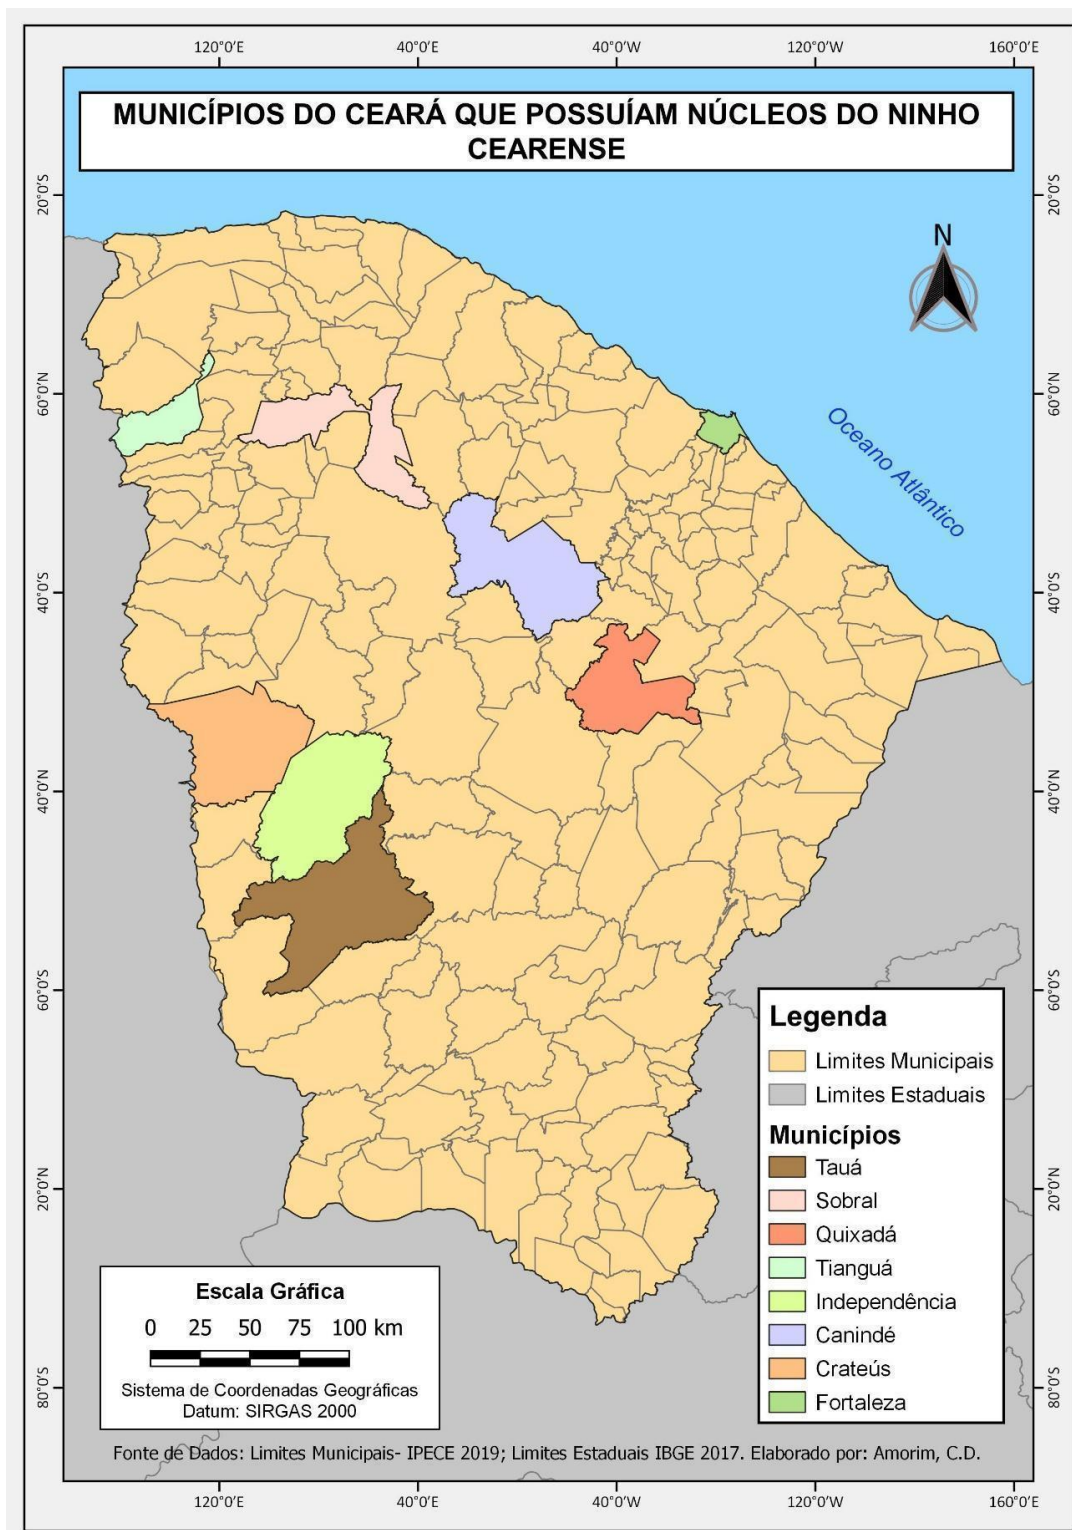 120°0'E 40°0'E 40°0'W 120°0'W 160°0'E
MUNICÍPIOS DO CEARÁ QUE POSSUÍAM NÚCLEOS DO NINHO
CEARENSE
20°0'S 20°0'S
N
60°0'N 60°0'N
Oceano Atlântico
40°0'S 40°0'S
40°0'N 40°0'N
60°0'S 60°0'S
Legenda
Limites Municipais
Limites Estaduais
Municípios
Tauá
Sobral
Quixadá
Tianguá
Independência
Canindé
Crateús
Fortaleza
20°0'N 20°0'N
Escala Gráfica
0 25 50 75 100 km
Sistema de Coordenadas Geográficas
Datum: SIRGAS 2000
80°0'S 80°0'S
Fonte de Dados: Limites Municipais- IPECE 2019; Limites Estaduais IBGE 2017. Elaborado por: Amorim, C.D.
120°0'E 40°0'E 40°0'W 120°0'W 160°0'E